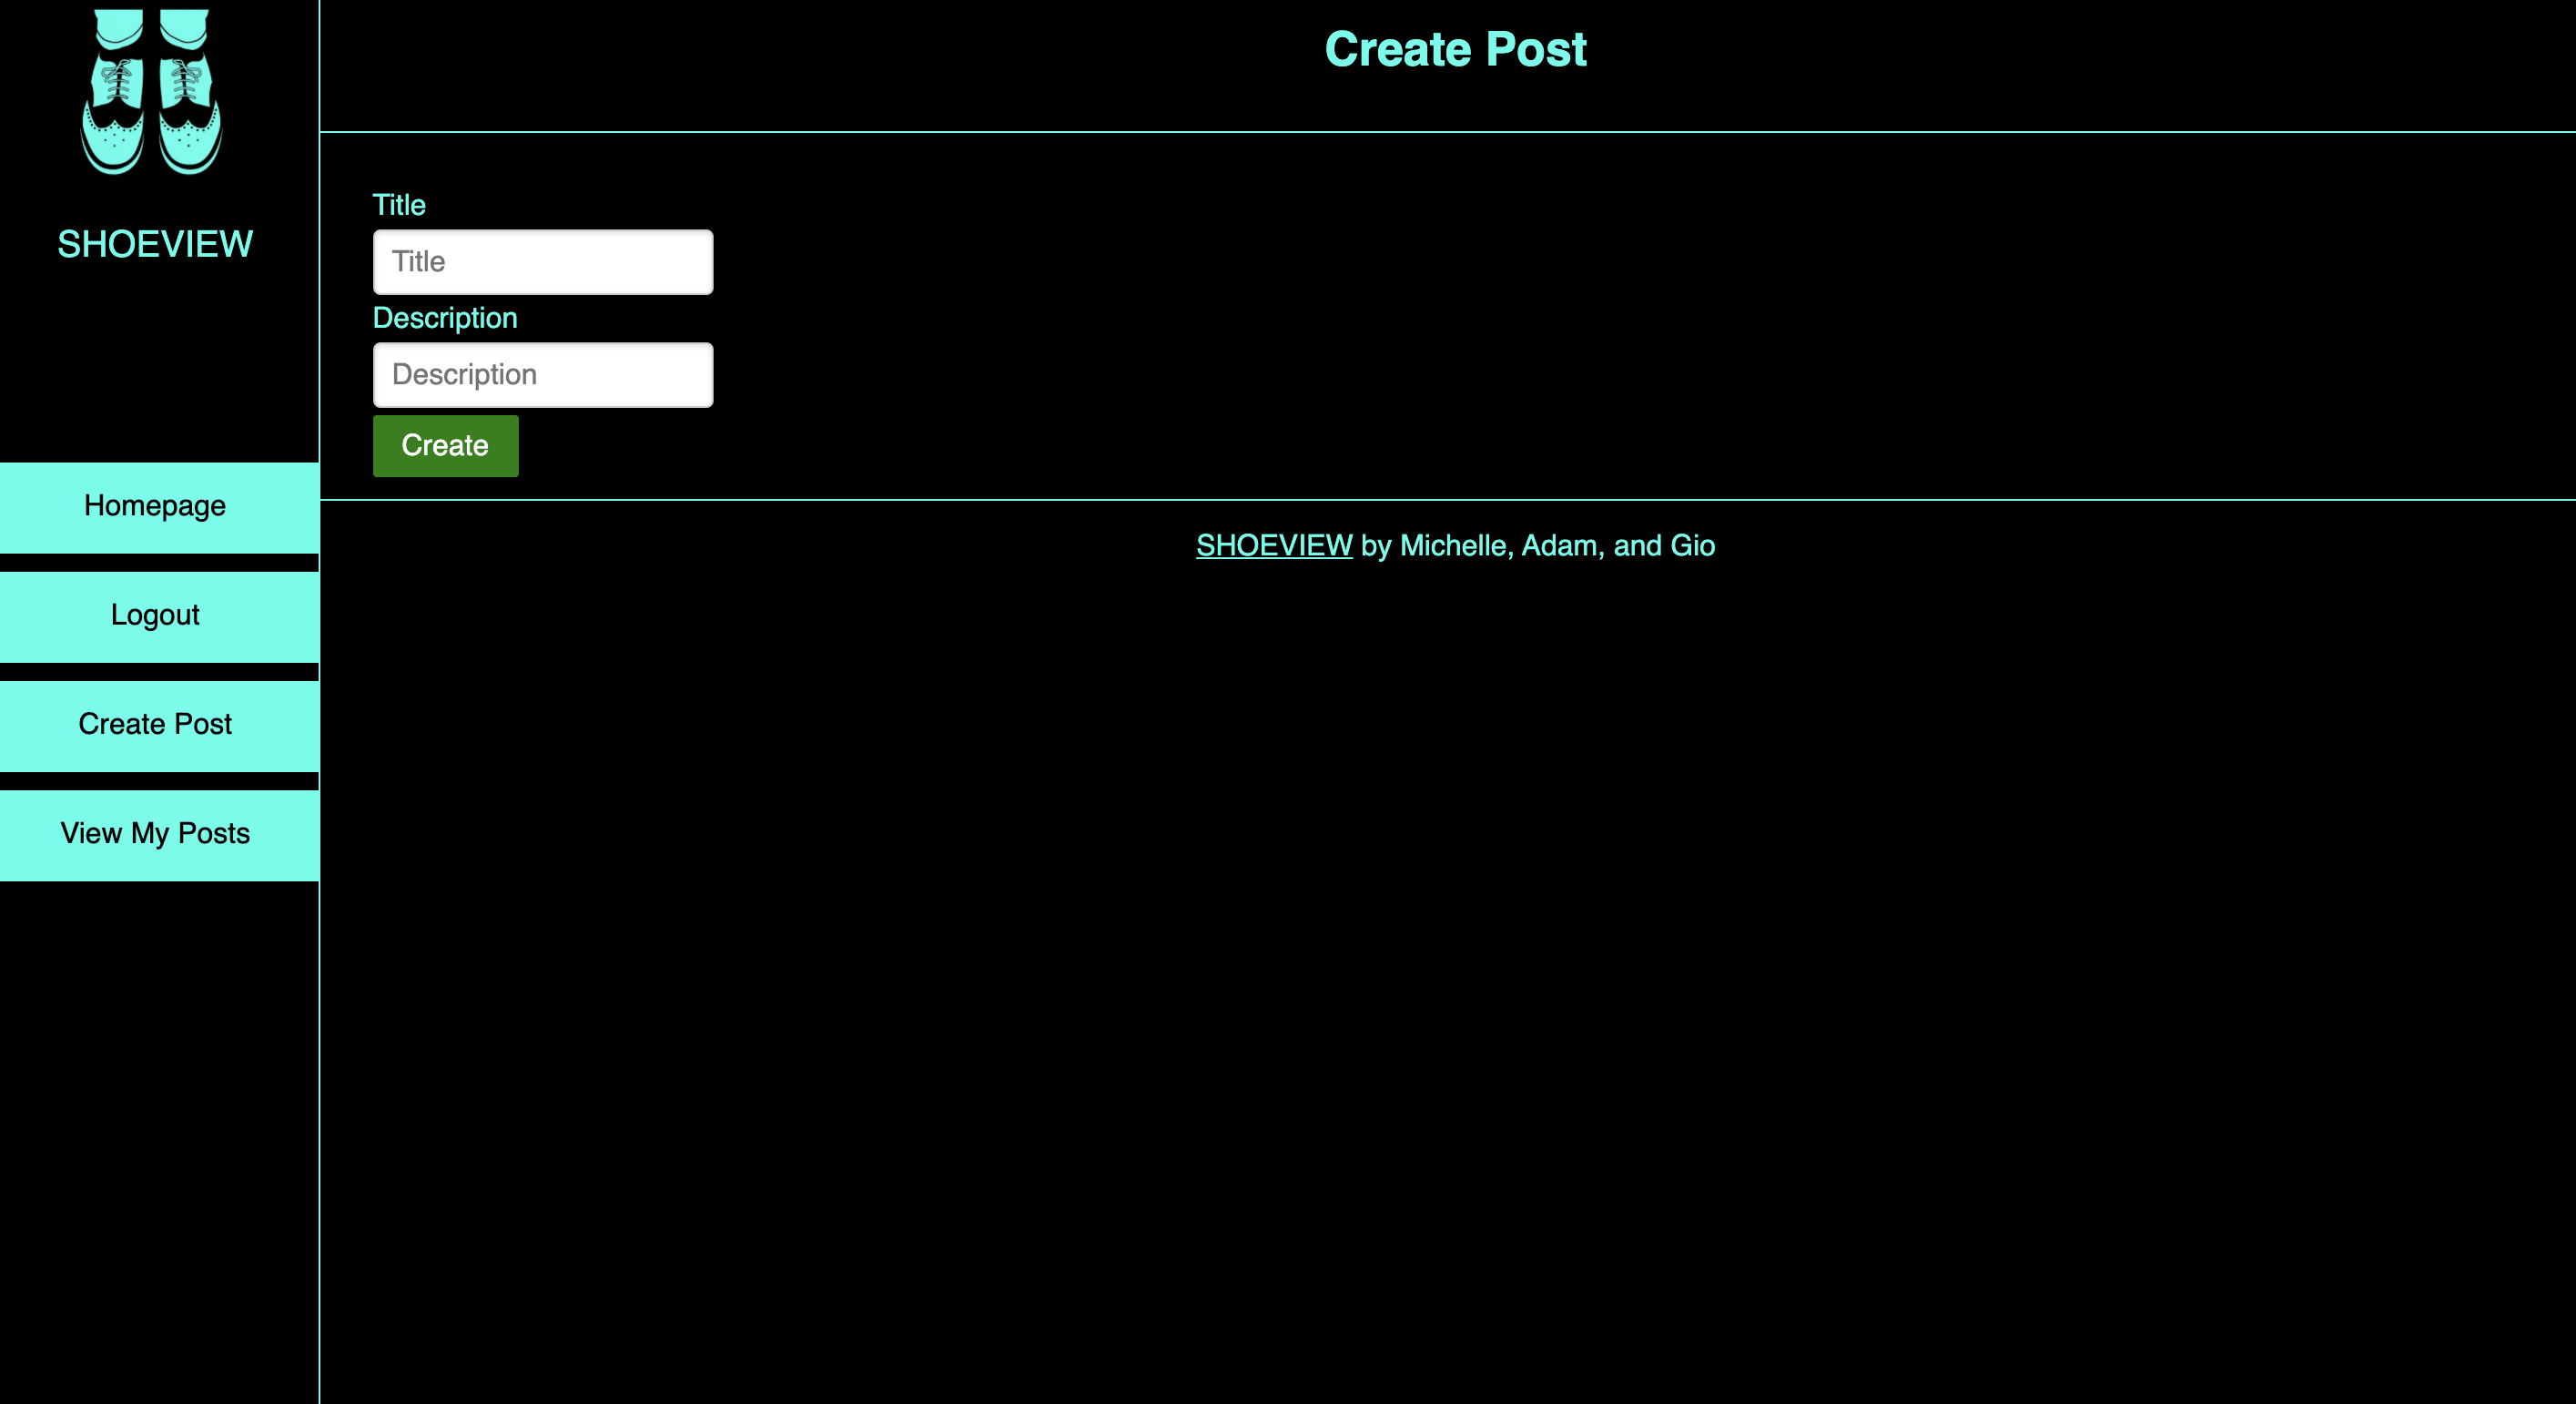 SHOEVIEW
Homepage
Logout
Create Post
View My Posts
Create Post
Title
Title
Description
Description
Create
SHOEVIEW by Michelle, Adam, and Gio